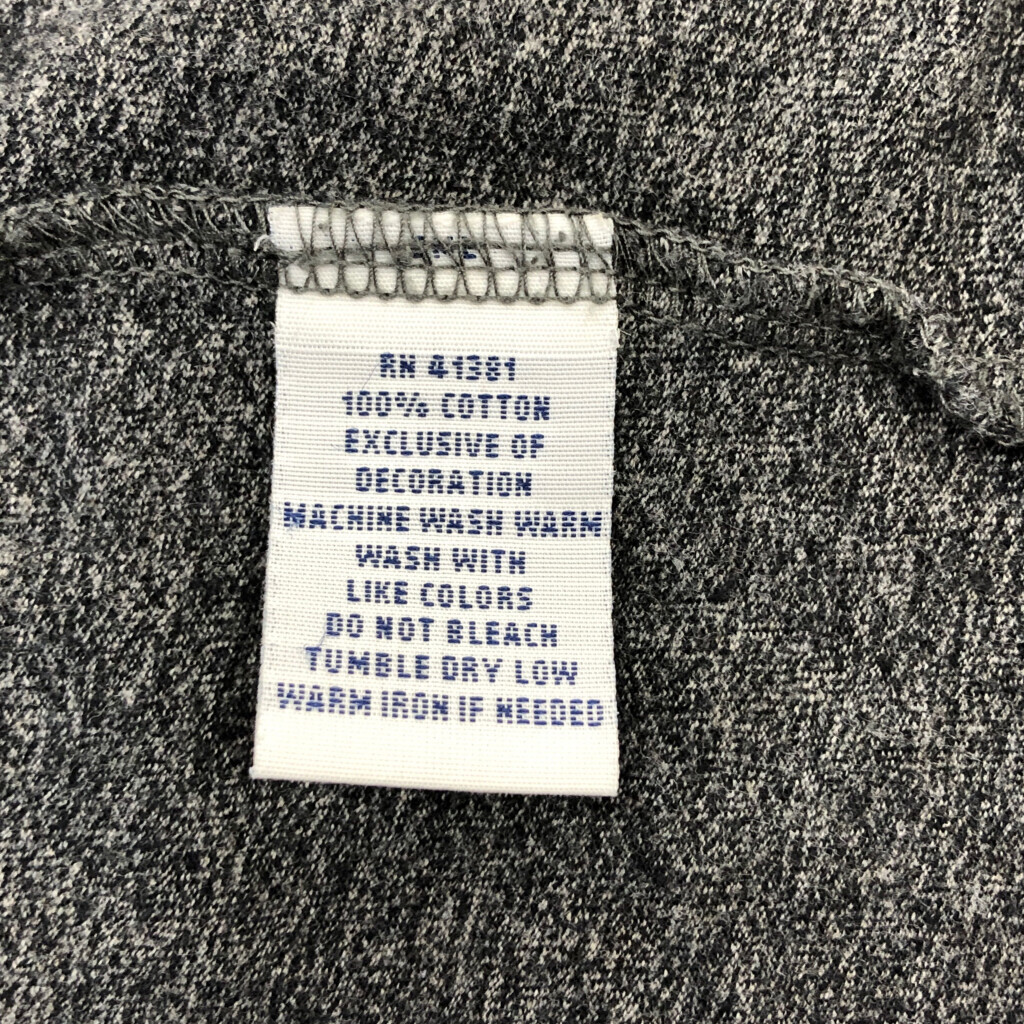 RN 41381
100% COTTON
EXCLUSIVE OF
DECORATION
MACHINE WASH WARM
WASH WITH
LIKE COLORS
DO NOT BLEACH
TUMBLE DRY LOW
WARM IRON IF NEEDED